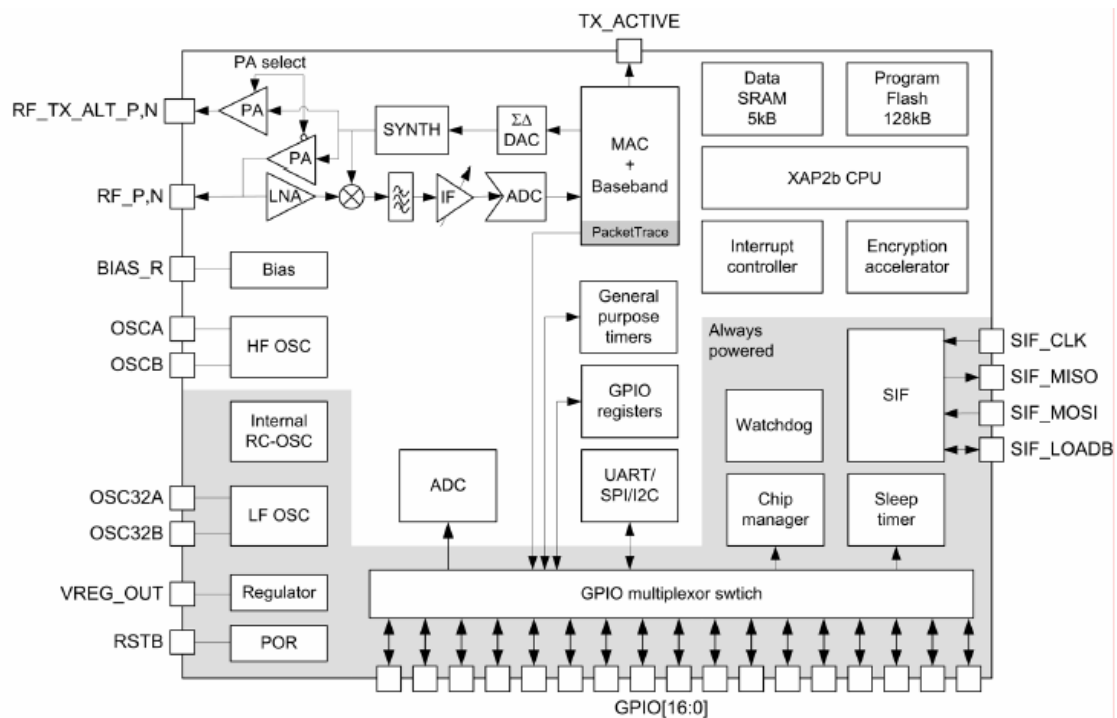 TX_ACTIVE
PA select
RF_TX_ALT_P,N
PA
SYNTH
ΣΔ
DAC
MAC
+
Baseband
PacketTrace
Data
SRAM
5kB
Program
Flash
128kB
PA
RF_P,N
LNA
IF
ADC
XAP2b CPU
BIAS_R
Bias
Interrupt
controller
Encryption
accelerator
OSCA
OSCB
HF OSC
General
purpose
timers
Always
powered
SIF
SIF_CLK
SIF_MISO
SIF_MOSI
SIF_LOADB
Internal
RC-OSC
GPIO
registers
Watchdog
OSC32A
OSC32B
LF OSC
ADC
UART/
SPI/I2C
Chip
manager
Sleep
timer
VREG_OUT
Regulator
GPIO multiplexor swtich
RSTB
POR
GPIO[16:0]